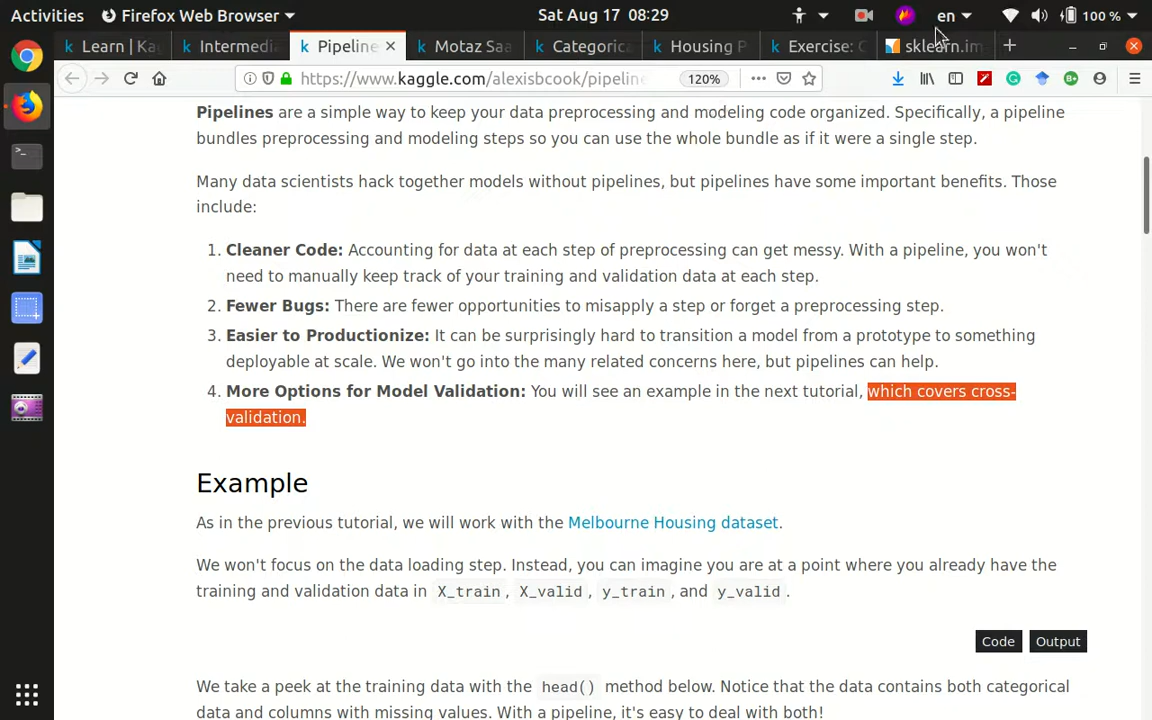 Activities Firefox Web Browser Sat Aug 17 08:29 en 100 %
Learn | Ka Intermedi Pipeline Motaz Saa Categoric Housing P Exercise: C sklearn.im
https://www.kaggle.com/alexisbcook/pipeline 120%
Pipelines are a simple way to keep your data preprocessing and modeling code organized. Specifically, a pipeline
bundles preprocessing and modeling steps so you can use the whole bundle as if it were a single step.
Many data scientists hack together models without pipelines, but pipelines have some important benefits. Those
include:
1. Cleaner Code: Accounting for data at each step of preprocessing can get messy. With a pipeline, you won't
need to manually keep track of your training and validation data at each step.
2. Fewer Bugs: There are fewer opportunities to misapply a step or forget a preprocessing step.
3. Easier to Productionize: It can be surprisingly hard to transition a model from a prototype to something
deployable at scale. We won't go into the many related concerns here, but pipelines can help.
4. More Options for Model Validation: You will see an example in the next tutorial, which covers cross-
validation.
Example
As in the previous tutorial, we will work with the Melbourne Housing dataset.
We won't focus on the data loading step. Instead, you can imagine you are at a point where you already have the
training and validation data in X_train, X_valid, y_train, and y_valid.
Code Output
We take a peek at the training data with the head() method below. Notice that the data contains both categorical
data and columns with missing values. With a pipeline, it's easy to deal with both!